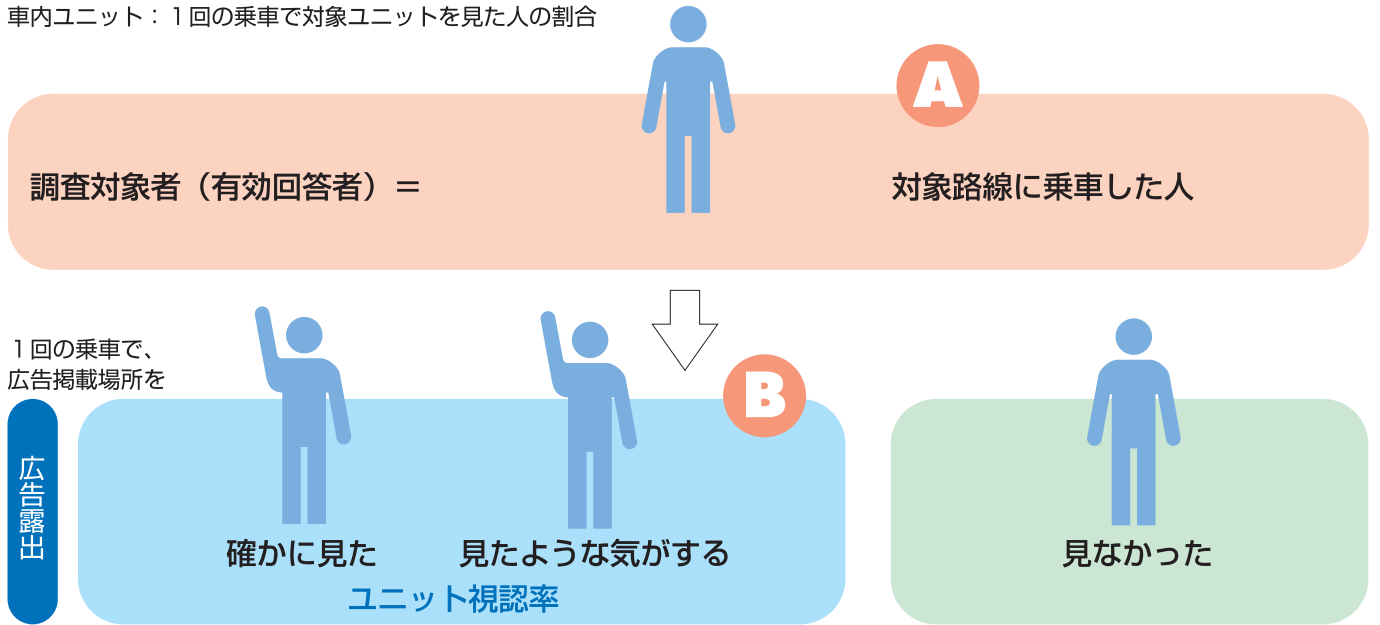 車内ユニット：１回の乗車で対象ユニットを見た人の割合
A
調査対象者（有効回答者）＝
対象路線に乗車した人
１回の乗車で、
広告掲載場所を
B
広告露出
確かに見た
見たような気がする
見なかった
ユニット視認率